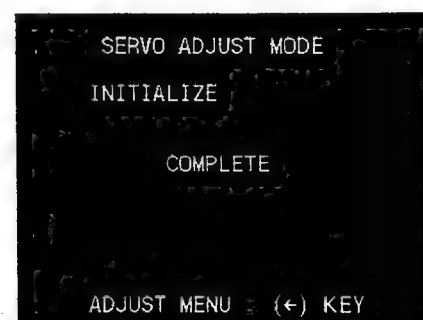 SERVO ADJUST MODE
INITIALIZE
COMPLETE
ADJUST MENU : (←) KEY